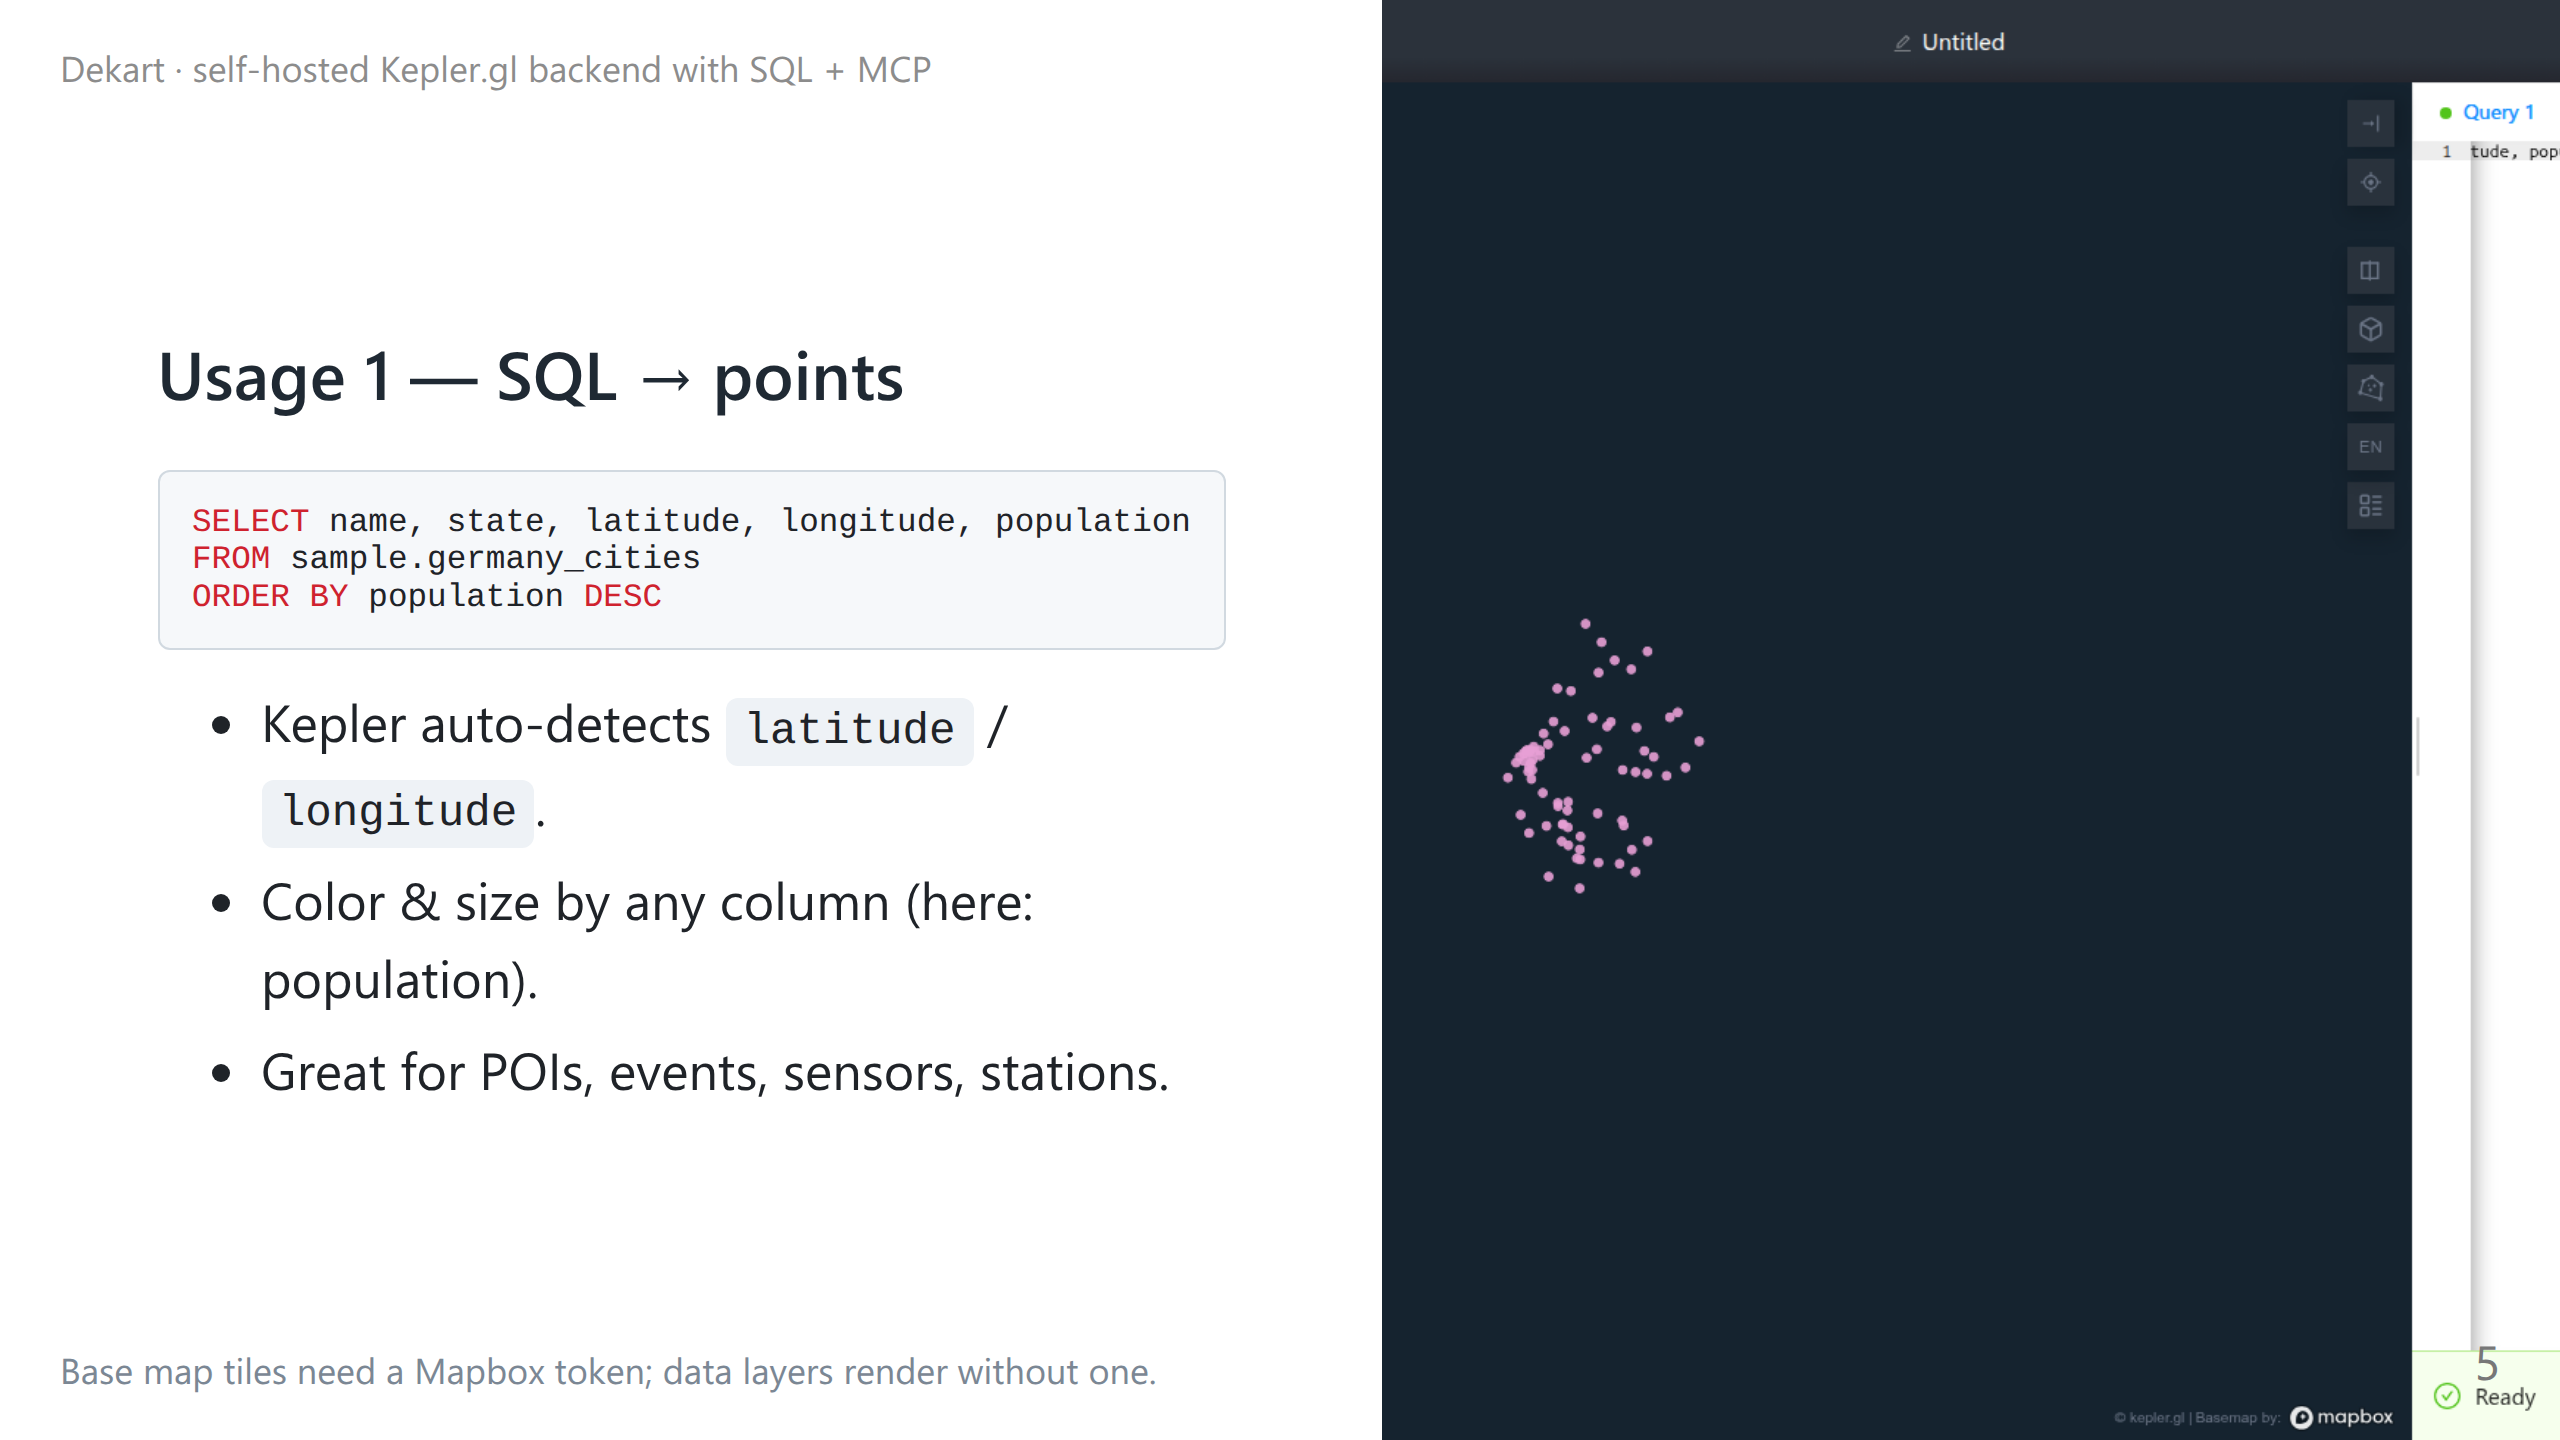 Dekart · self-hosted Kepler.gl backend with SQL + MCP
Usage 1 — SQL → points
SELECT name, state, latitude, longitude, population
FROM sample.germany_cities
ORDER BY population DESC
• Kepler auto-detects latitude /
longitude.
• Color & size by any column (here:
population).
• Great for POIs, events, sensors, stations.
Base map tiles need a Mapbox token; data layers render without one.
Untitled
Query 1
1 tude, pop
EN
© kepler.gl | Basemap by: mapbox
5
Ready